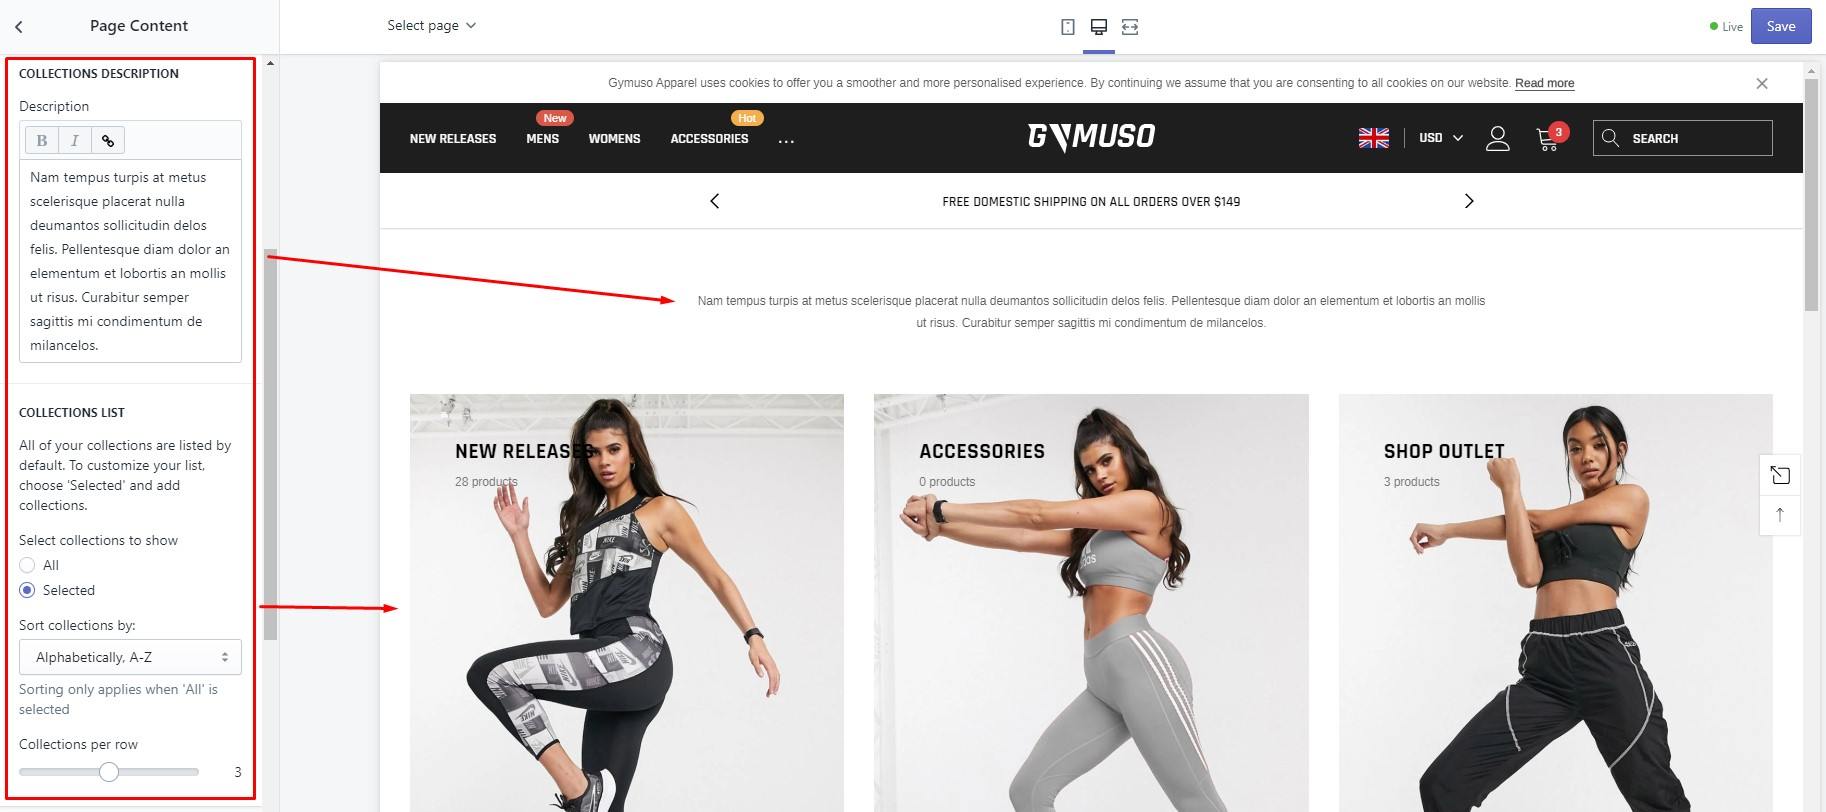 Page Content
Select page
Live
Save
COLLECTIONS DESCRIPTION
Description
B I
Nam tempus turpis at metus
scelerisque placerat nulla
deumantos sollicitudin delos
felis. Pellentesque diam dolor an
elementum et lobortis an mollis
ut risus. Curabitur semper
sagittis mi condimentum de
milancelos.
COLLECTIONS LIST
All of your collections are listed by
default. To customize your list,
choose 'Selected' and add
collections.
Select collections to show
All
Selected
Sort collections by:
Alphabetically, A-Z
Sorting only applies when 'All' is
selected
Collections per row
3
Gymuso Apparel uses cookies to offer you a smoother and more personalised experience. By continuing we assume that you are consenting to all cookies on our website. Read more
New
Hot
NEW RELEASES MENS WOMENS ACCESSORIES ...
GYMUSO
USD
3
SEARCH
FREE DOMESTIC SHIPPING ON ALL ORDERS OVER $149
Nam tempus turpis at metus scelerisque placerat nulla deumantos sollicitudin delos felis. Pellentesque diam dolor an elementum et lobortis an mollis
ut risus. Curabitur semper sagittis mi condimentum de milancelos.
NEW RELEASES
28 products
ACCESSORIES
0 products
SHOP OUTLET
3 products